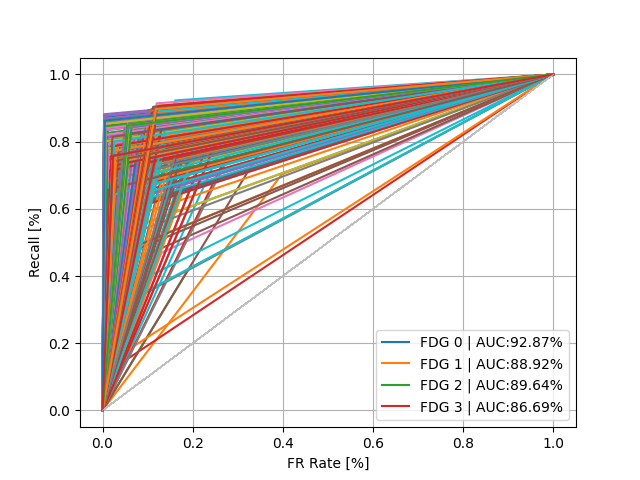 1.0
0.8
0.6
0.4
0.2
0.0
Recall [%]
0.0 0.2 0.4 0.6 0.8 1.0
FR Rate [%]
FDG 0 | AUC:92.87%
FDG 1 | AUC:88.92%
FDG 2 | AUC:89.64%
FDG 3 | AUC:86.69%